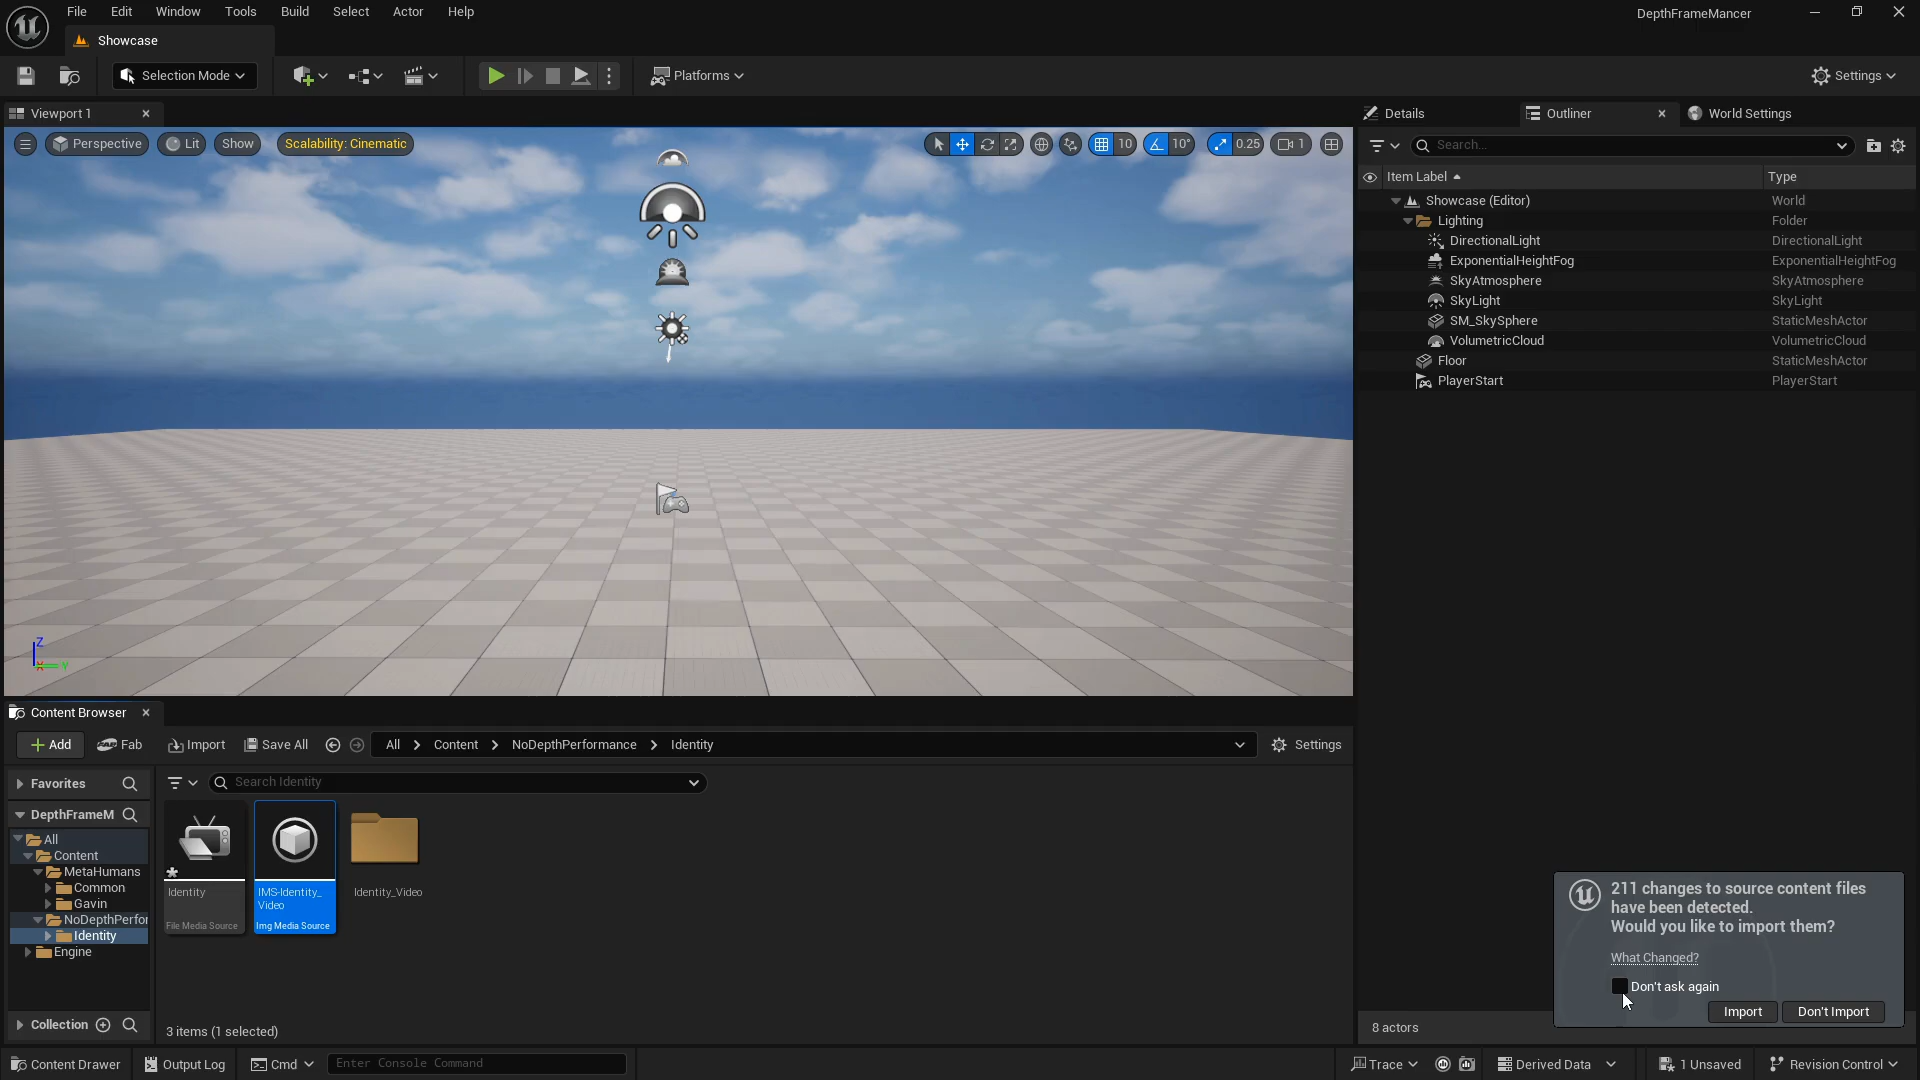 File Edit Window Tools Build Select Actor Help
DepthFrameMancer
Showcase
Selection Mode
Platforms
Settings
Viewport 1
Perspective Lit Show Scalability: Cinematic
10 10° 0.25 1
Details Outliner World Settings
Search...
Item Label Type
Showcase (Editor) World
Lighting Folder
DirectionalLight DirectionalLight
ExponentialHeightFog ExponentialHeightFog
SkyAtmosphere SkyAtmosphere
SkyLight SkyLight
SM_SkySphere StaticMeshActor
VolumetricCloud VolumetricCloud
Floor StaticMeshActor
PlayerStart PlayerStart
Z
X Y
Content Browser
Add Fab Import Save All All Content NoDepthPerformance Identity Settings
Favorites
Search Identity
DepthFrameM
All
Content
MetaHumans
Common
Gavin
NoDepthPerfor
Identity
Engine
Collection
Identity
File Media Source
IMS-Identity_
Video
Img Media Source
Identity_Video
3 items (1 selected)
211 changes to source content files
have been detected.
Would you like to import them?
What Changed?
Don't ask again
Import Don't Import
8 actors
Content Drawer Output Log Cmd Enter Console Command Trace Derived Data 1 Unsaved Revision Control